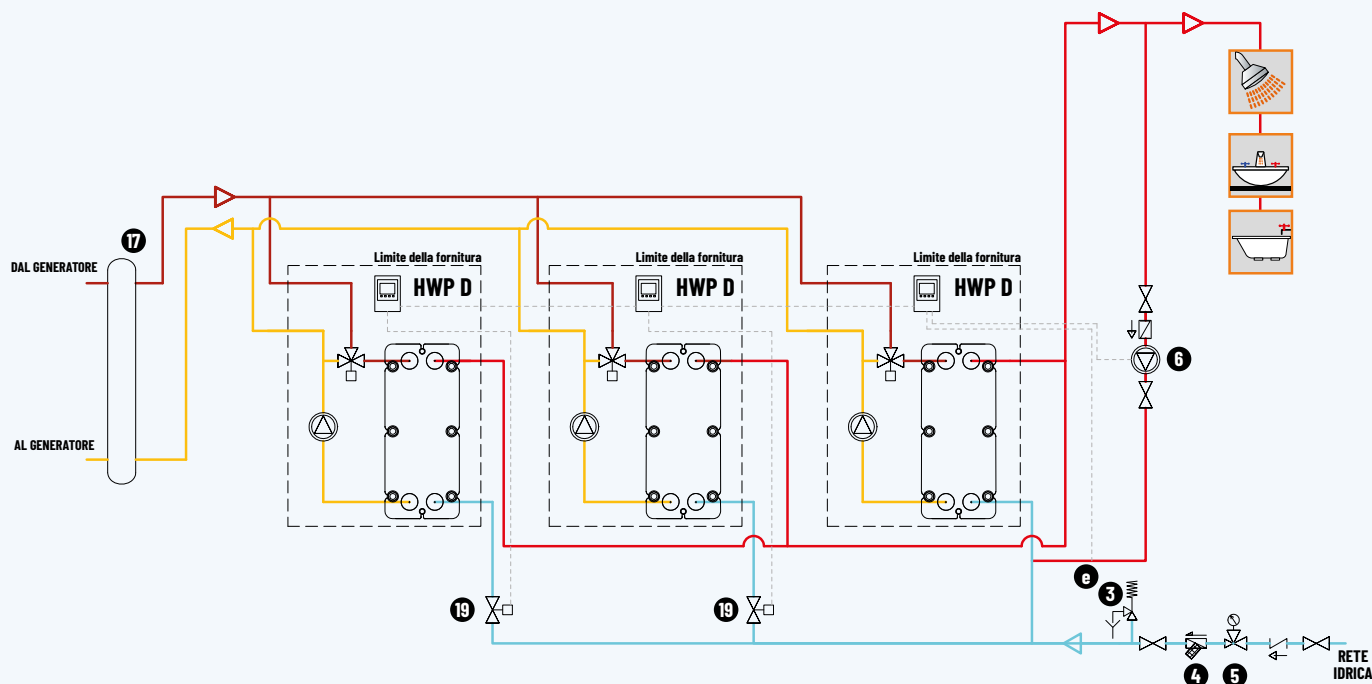 17
DAL GENERATORE
AL GENERATORE
Limite della fornitura
HWP D
Limite della fornitura
HWP D
Limite della fornitura
HWP D
6
e
3
19
19
4
5
RETE
IDRICA